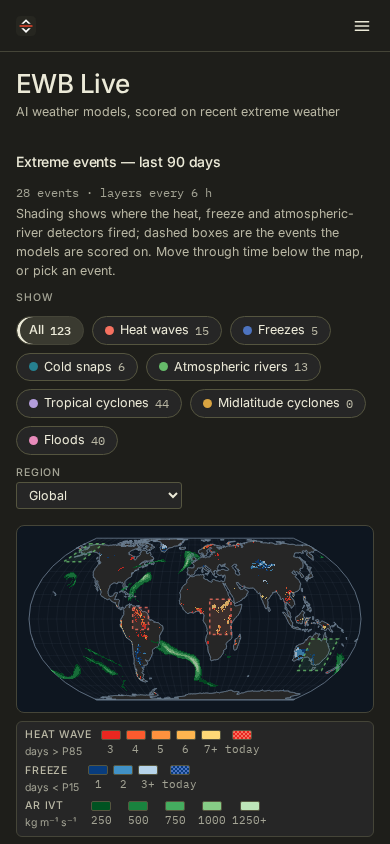 EWB Live
AI weather models, scored on recent extreme weather
Extreme events — last 90 days
28 events · layers every 6 h
Shading shows where the heat, freeze and atmospheric-
river detectors fired; dashed boxes are the events the
models are scored on. Move through time below the map,
or pick an event.
SHOW
All 123 Heat waves 15 Freezes 5
Cold snaps 6 Atmospheric rivers 13
Tropical cyclones 44 Midlatitude cyclones 0
Floods 40
REGION
Global
HEAT WAVE
days > P85 3 4 5 6 7+ today
FREEZE
days < P15 1 2 3+ today
AR IVT
kg m⁻¹ s⁻¹ 250 500 750 1000 1250+